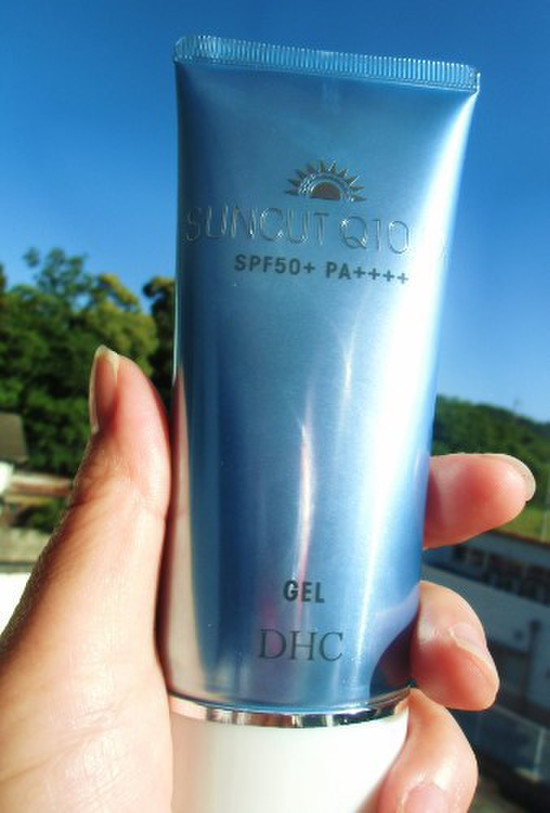 SUNCUT Q10
SPF50+ PA++++
GEL
DHC